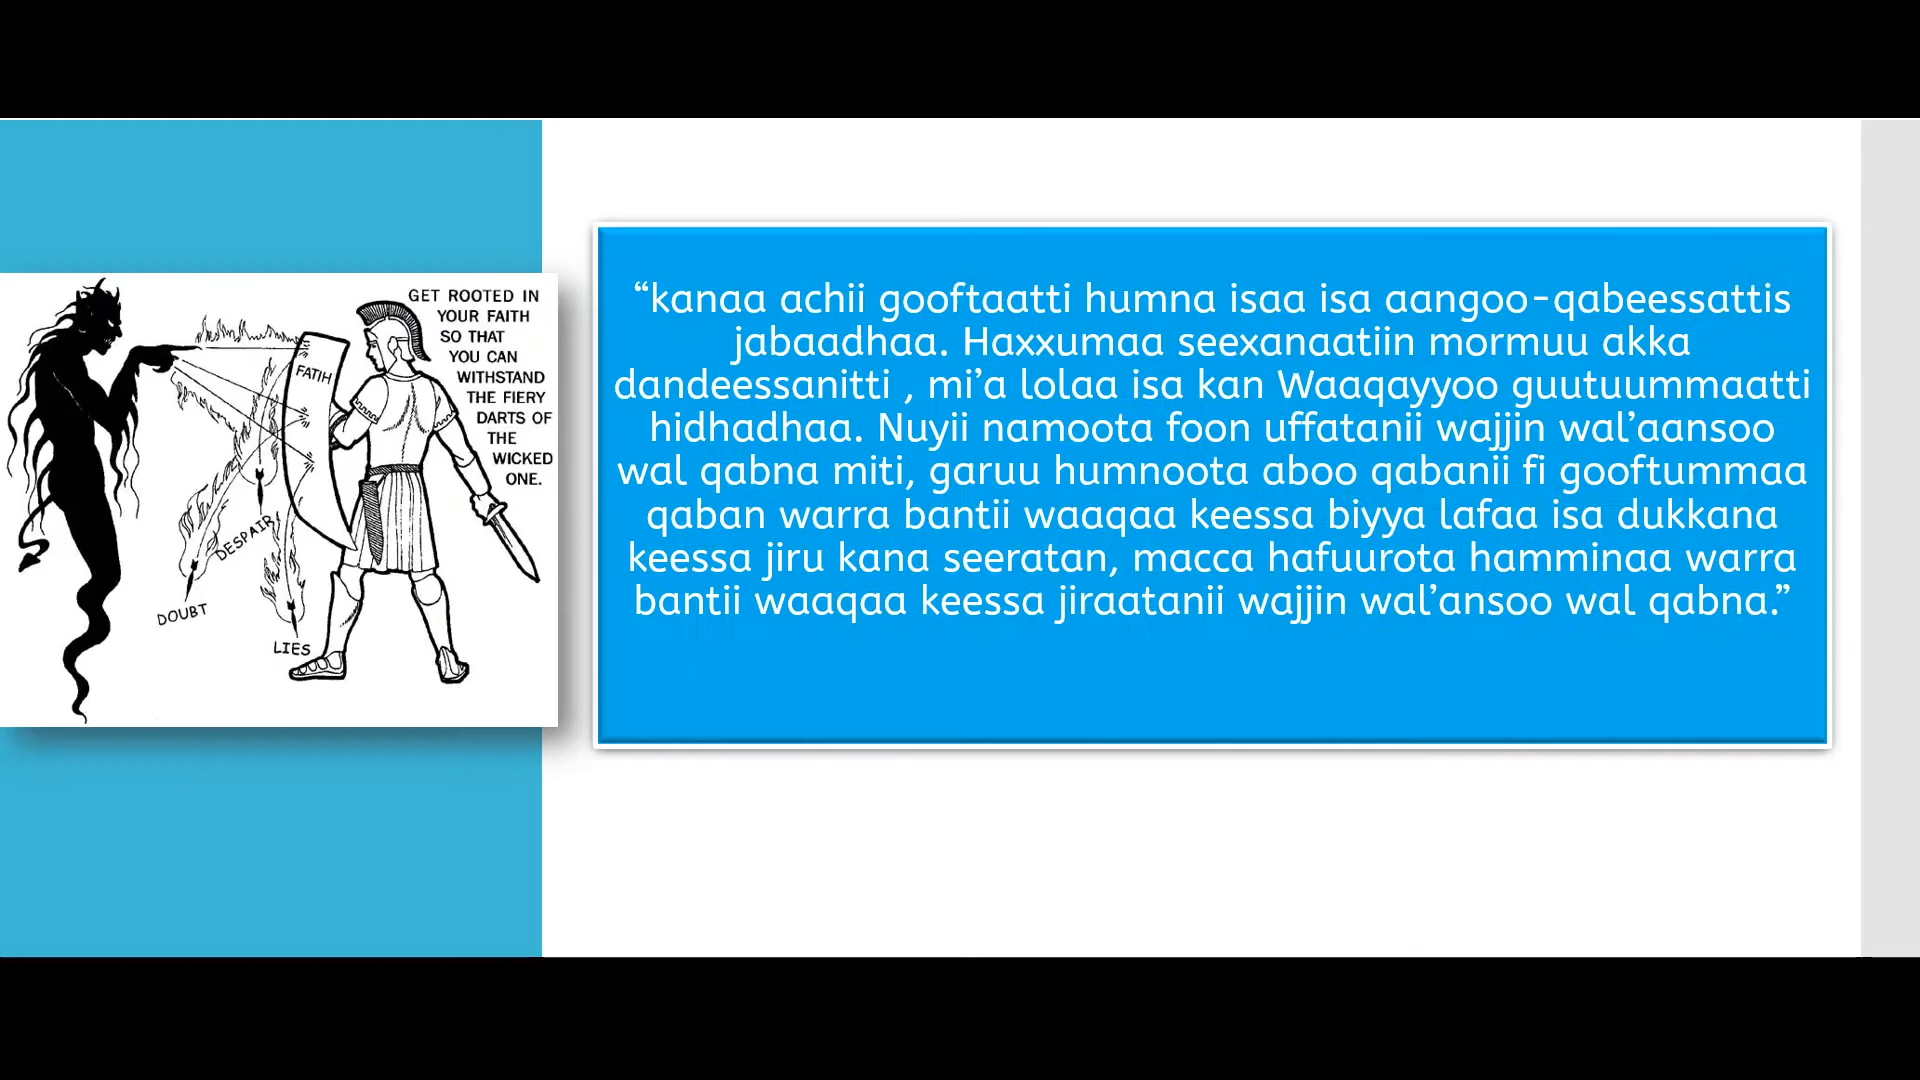 GET ROOTED IN
YOUR FAITH
SO THAT
YOU CAN
WITHSTAND
THE FIERY
DARTS OF
THE
WICKED
ONE.
FATIH
DESPAIR
DOUBT
LIES
“kanaa achii gooftaatti humna isaa isa aangoo-qabeessattis
jabaadhaa. Haxxumaa seexanaatiin mormuu akka
dandeessanitti , mi’a lolaa isa kan Waaqayyoo guutuummaatti
hidhadhaa. Nuyii namoota foon uffatanii wajjin wal’aansoo
wal qabna miti, garuu humnoota aboo qabanii fi gooftummaa
qaban warra bantii waaqaa keessa biyya lafaa isa dukkana
keessa jiru kana seeratan, macca hafuurota hamminaa warra
bantii waaqaa keessa jiraatanii wajjin wal’ansoo wal qabna.”